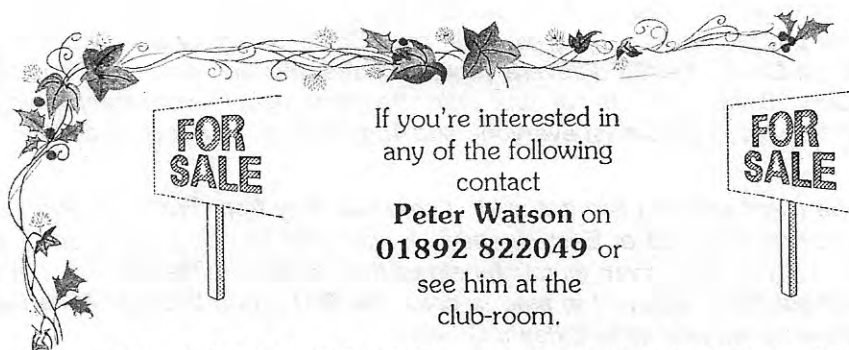 FOR
SALE
If you're interested in
any of the following
contact
Peter Watson on
01892 822049 or
see him at the
club-room.
FOR
SALE